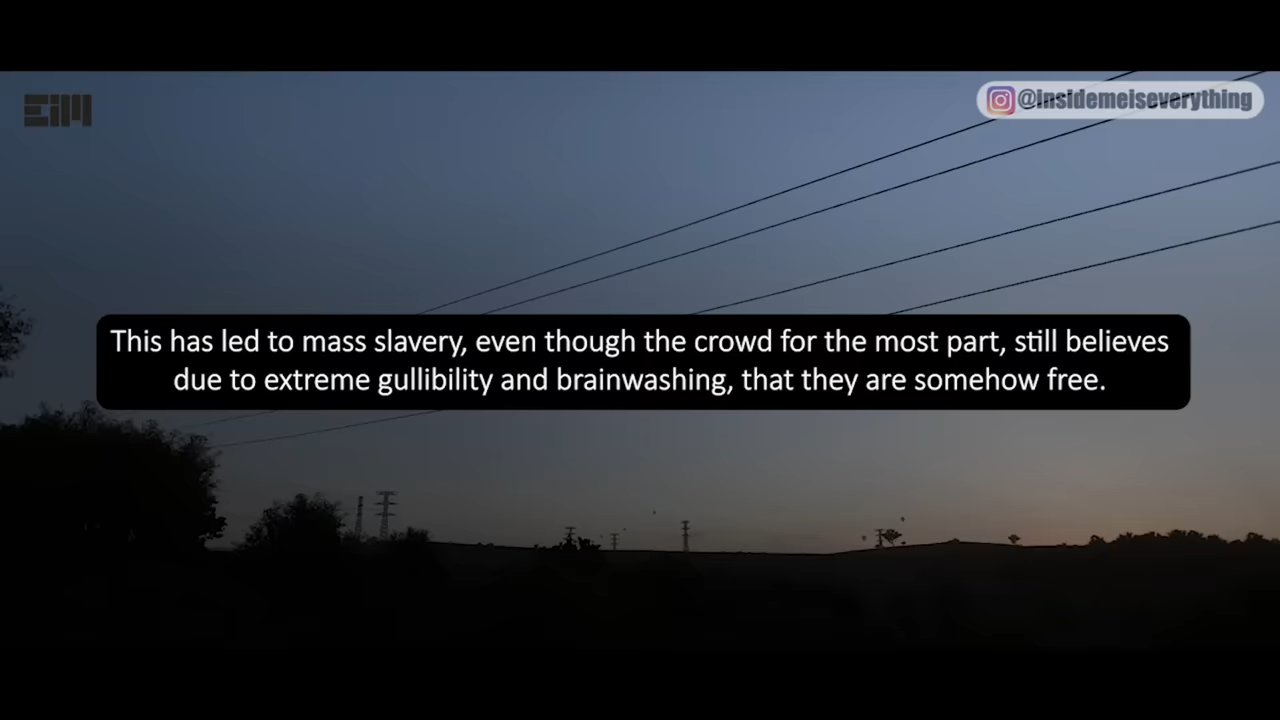 EiM
@insidemeiseverything
This has led to mass slavery, even though the crowd for the most part, still believes
due to extreme gullibility and brainwashing, that they are somehow free.